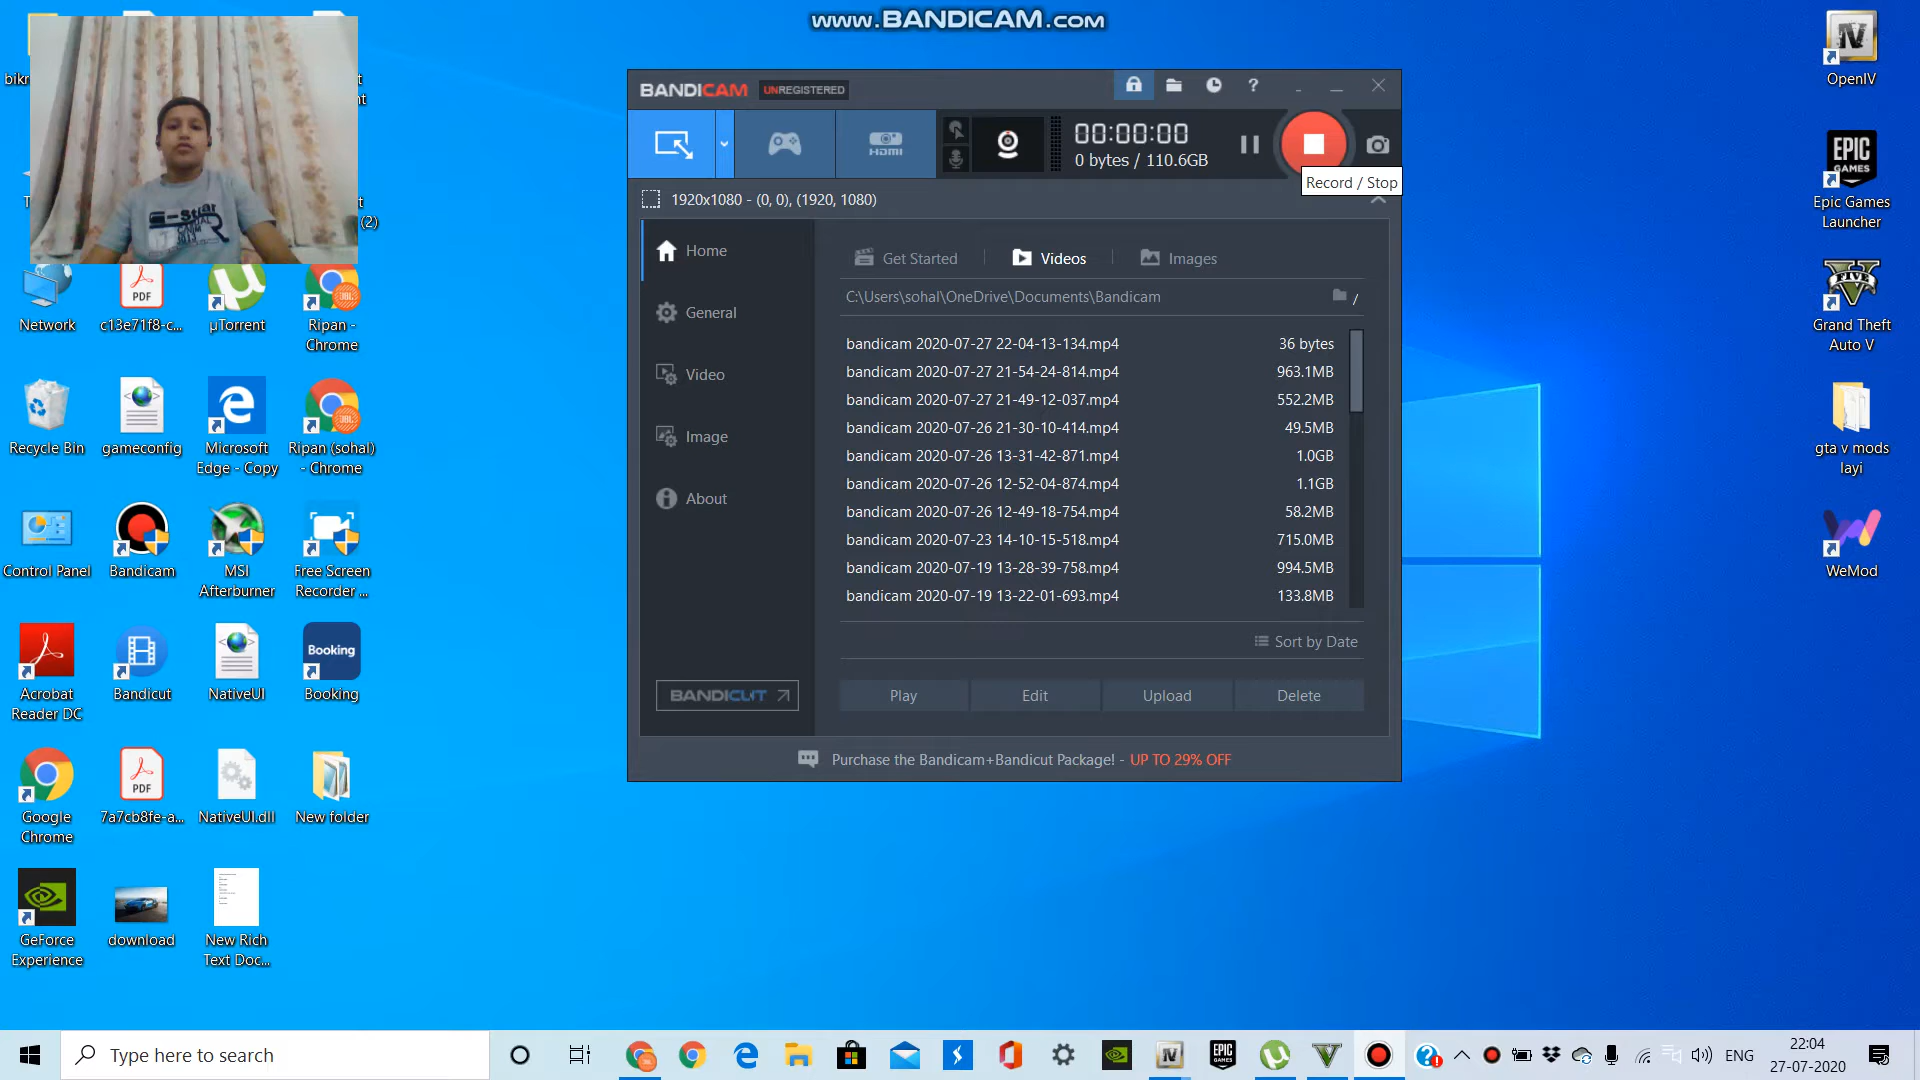 www.BANDICAM.com
BANDICAM UNREGISTERED
?
HDMI
00:00:00
0 bytes / 110.6GB
Record / Stop
1920x1080 - (0, 0), (1920, 1080)
Home
General
Video
Image
About
BANDICUT
Get Started
Videos
Images
C:\Users\sohal\OneDrive\Documents\Bandicam
/
bandicam 2020-07-27 22-04-13-134.mp4 36 bytes
bandicam 2020-07-27 21-54-24-814.mp4 963.1MB
bandicam 2020-07-27 21-49-12-037.mp4 552.2MB
bandicam 2020-07-26 21-30-10-414.mp4 49.5MB
bandicam 2020-07-26 13-31-42-871.mp4 1.0GB
bandicam 2020-07-26 12-52-04-874.mp4 1.1GB
bandicam 2020-07-26 12-49-18-754.mp4 58.2MB
bandicam 2020-07-23 14-10-15-518.mp4 715.0MB
bandicam 2020-07-19 13-28-39-758.mp4 994.5MB
bandicam 2020-07-19 13-22-01-693.mp4 133.8MB
Sort by Date
Play Edit Upload Delete
Purchase the Bandicam+Bandicut Package! - UP TO 29% OFF
(2)
Network
PDF
c13e71f8-c...
µTorrent
JBL
Ripan -
Chrome
Recycle Bin
gameconfig
Microsoft
Edge - Copy
JBL
Ripan (sohal)
- Chrome
Control Panel
Bandicam
MSI
Afterburner
Free Screen
Recorder ...
Acrobat
Reader DC
Bandicut
NativeUI
Booking
Booking
Google
Chrome
PDF
7a7cb8fe-a...
NativeUI.dll
New folder
GeForce
Experience
download
New Rich
Text Doc...
OpenIV
EPIC
GAMES
Epic Games
Launcher
FIVE
Grand Theft
Auto V
gta v mods
layi
WeMod
Type here to search
EPIC
ENG
22:04
27-07-2020